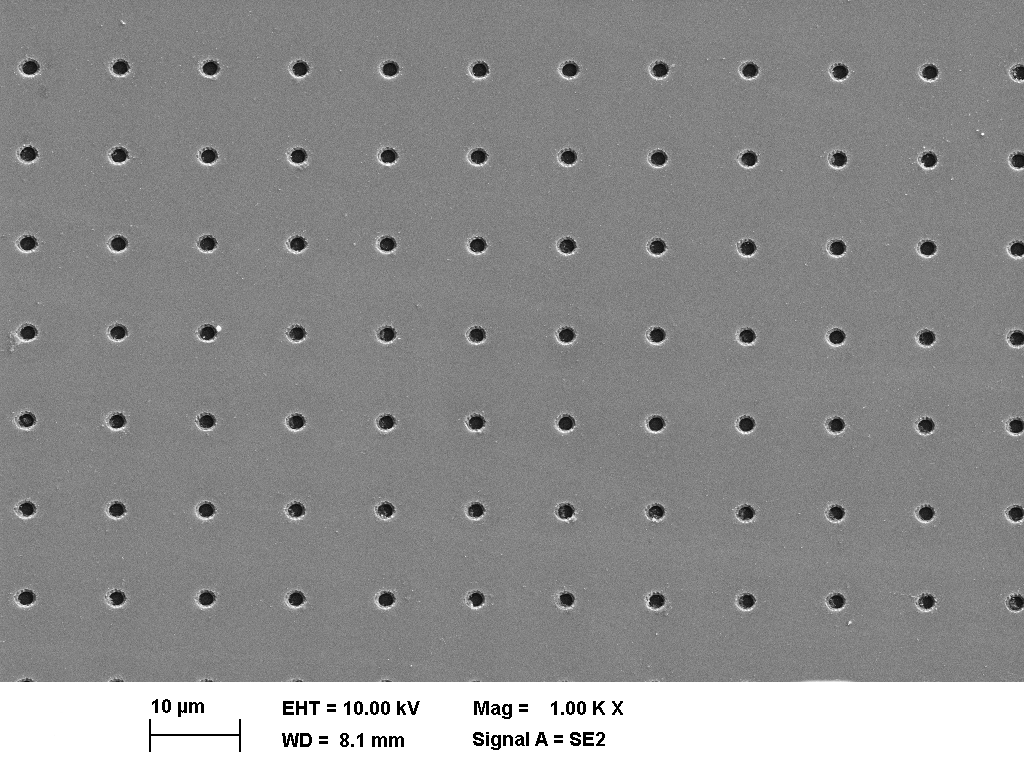 10 µm
EHT = 10.00 kV
Mag = 1.00 K X
WD = 8.1 mm
Signal A = SE2